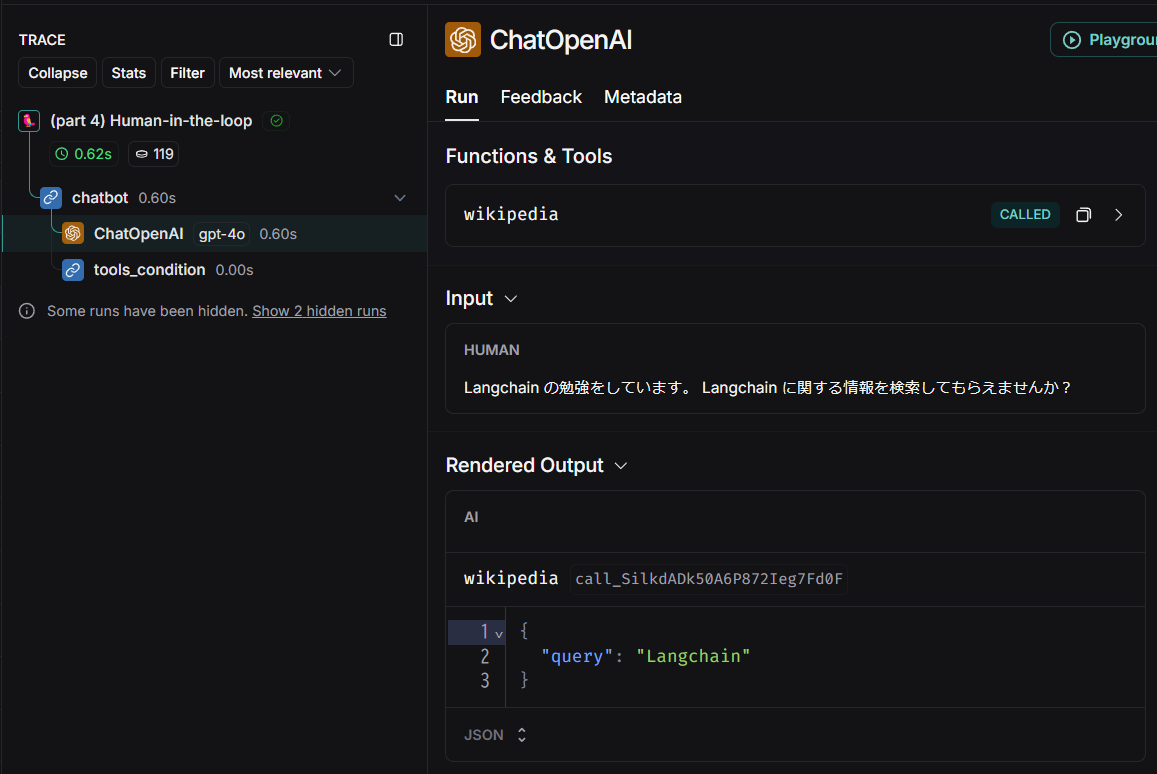 TRACE
Collapse Stats Filter Most relevant
(part 4) Human-in-the-loop
0.62s 119
chatbot 0.60s
ChatOpenAI gpt-4o 0.60s
tools_condition 0.00s
Some runs have been hidden. Show 2 hidden runs
ChatOpenAI
Playgroun
Run Feedback Metadata
Functions & Tools
wikipedia CALLED
Input
HUMAN
Langchain の勉強をしています。 Langchain に関する情報を検索してもらえませんか？
Rendered Output
AI
wikipedia call_SilkdADk50A6P872Ieg7Fd0F
1 {
2 "query": "Langchain"
3 }
JSON